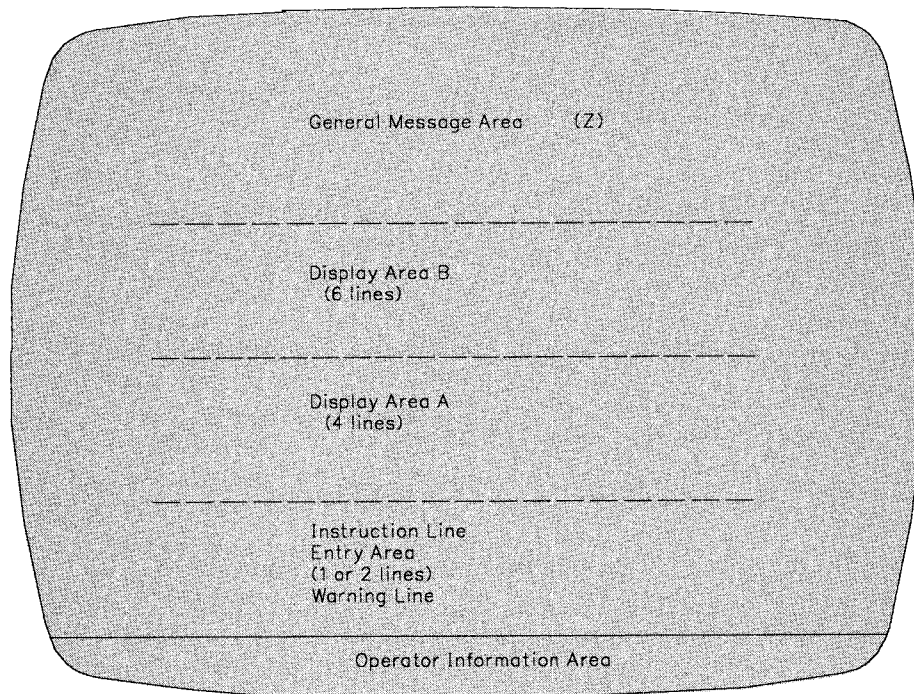 General Message Area (Z)
Display Area B
(6 lines)
Display Area A
(4 lines)
Instruction Line
Entry Area
(1 or 2 lines)
Warning Line
Operator Information Area